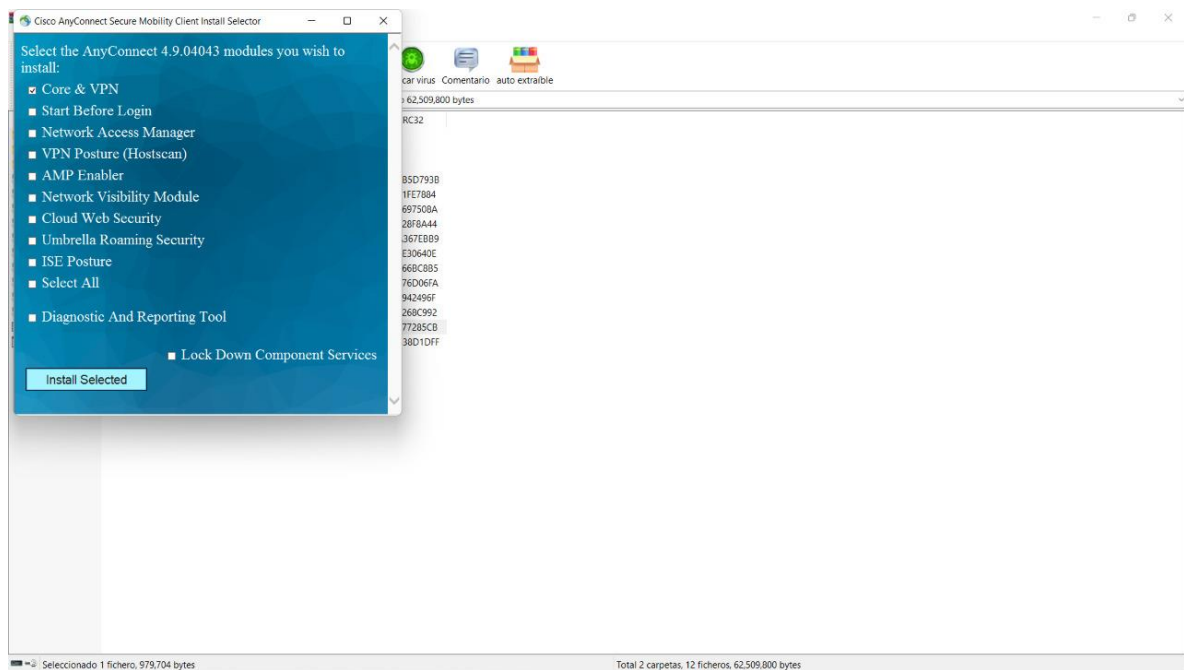 Cisco AnyConnect Secure Mobility Client Install Selector
Select the AnyConnect 4.9.04043 modules you wish to
install:
Core & VPN
Start Before Login
Network Access Manager
VPN Posture (Hostscan)
AMP Enabler
Network Visibility Module
Cloud Web Security
Umbrella Roaming Security
ISE Posture
Select All
Diagnostic And Reporting Tool
Lock Down Component Services
Install Selected
car virus Comentario auto extraíble
62,509,800 bytes
RC32
B5D793B
1FE7884
697508A
28F8A44
367EBB9
E30640E
66BC8B5
76D06FA
942496F
268C992
77285CB
38D1DFF
Seleccionado 1 fichero, 979,704 bytes
Total 2 carpetas, 12 ficheros, 62,509,800 bytes